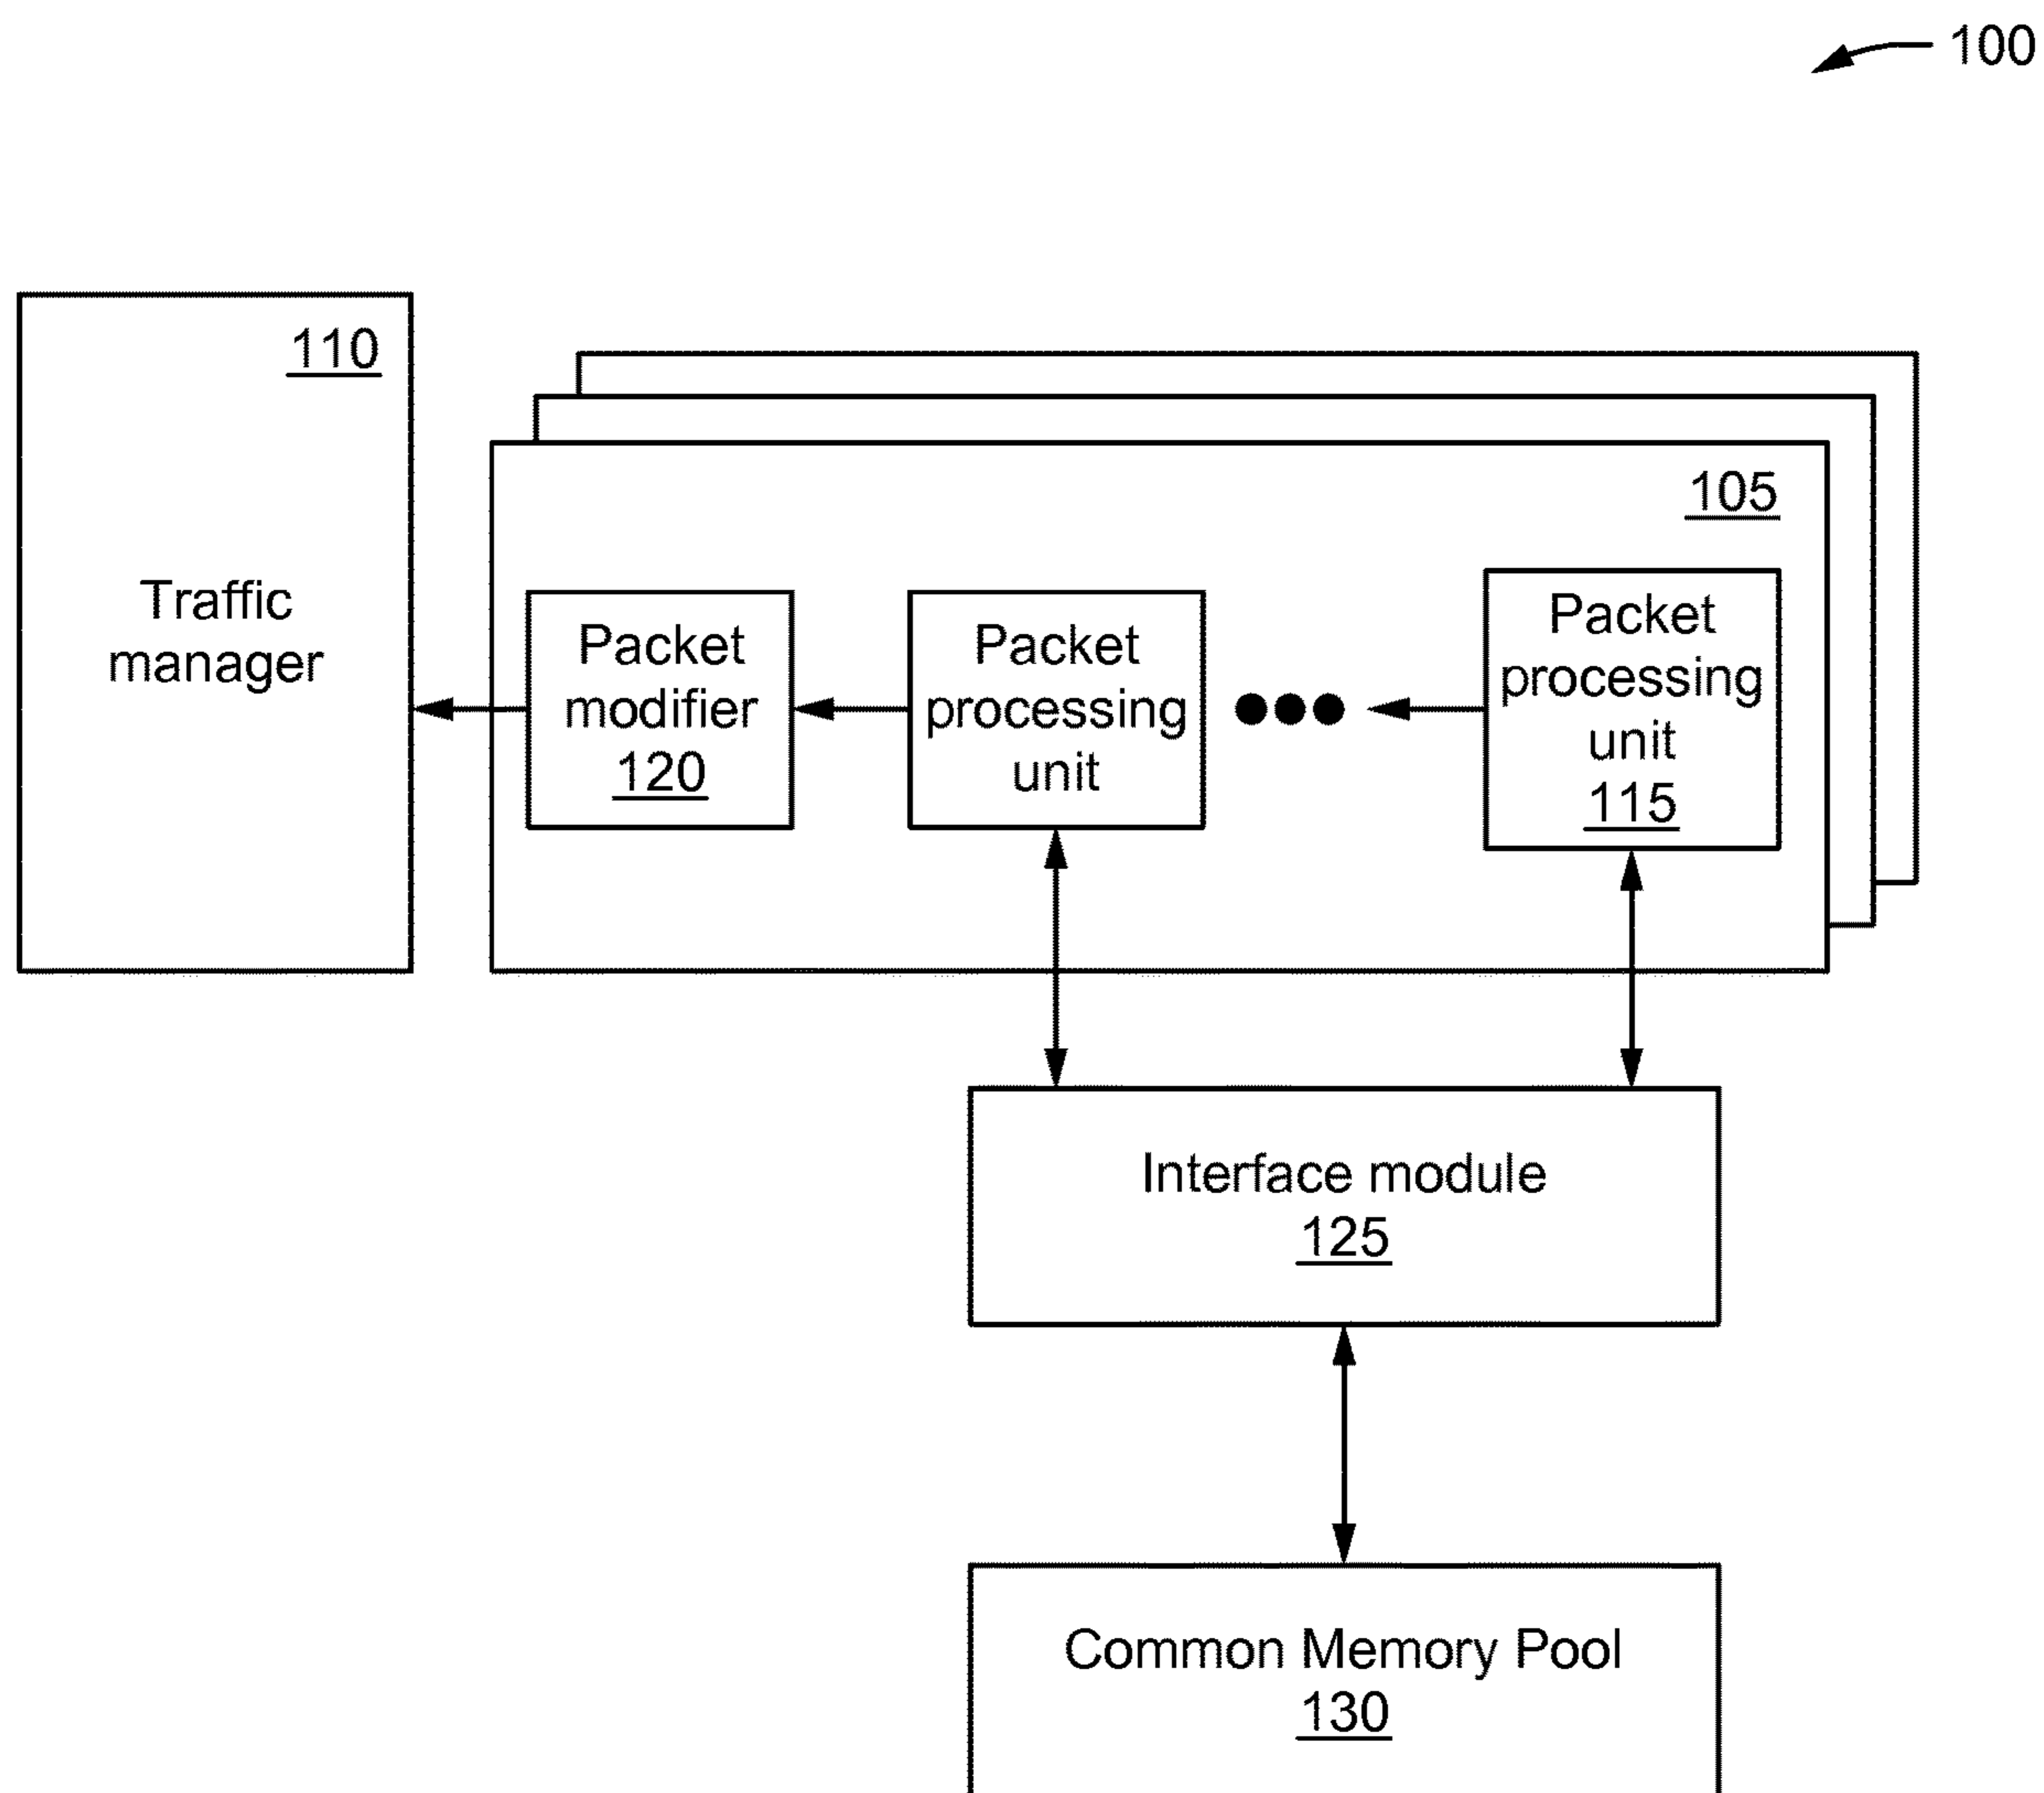 100
110
Traffic
manager
105
Packet
modifier
120
Packet
processing
unit
Packet
processing
unit
115
Interface module
125
Common Memory Pool
130